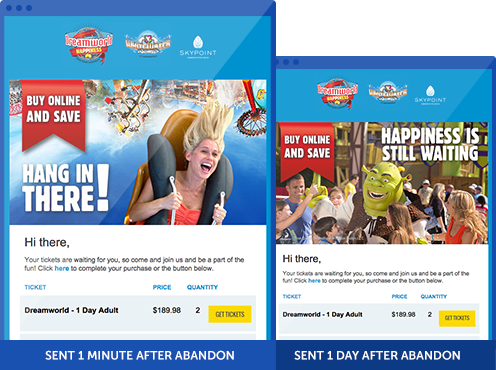 Dreamworld
HAPPINESS
WhiteWater
SKYPOINT
BUY ONLINE
AND SAVE
HANG IN
THERE!
Hi there,
Your tickets are waiting for you, so come and join us and be a part of the
fun! Click here to complete your purchase or the button below.
TICKET PRICE QUANTITY
Dreamworld - 1 Day Adult $189.98 2 GET TICKETS
SENT 1 MINUTE AFTER ABANDON
Dreamworld
HAPPINESS
WhiteWater
SKYPOINT
BUY ONLINE
AND SAVE
HAPPINESS IS
STILL WAITING
Hi there,
Your tickets are waiting for you, so come and join us and be a part of the
fun! Click here to complete your purchase or the button below.
TICKET PRICE QUANTITY
Dreamworld - 1 Day Adult $189.98 2 GET TICKETS
SENT 1 DAY AFTER ABANDON